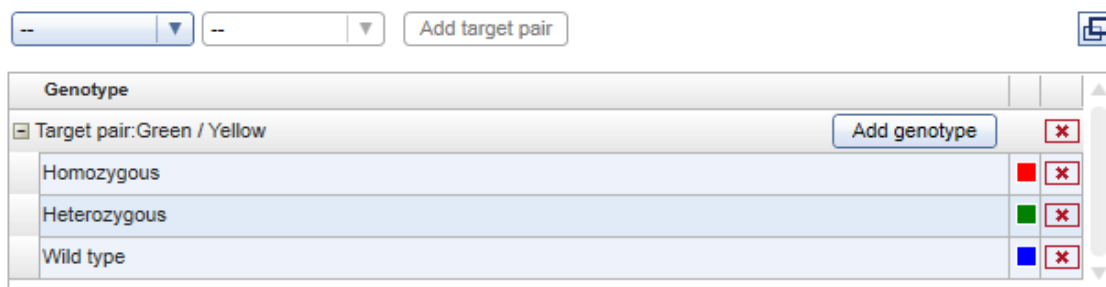 -- -- Add target pair
Genotype
Target pair:Green / Yellow Add genotype
Homozygous
Heterozygous
Wild type